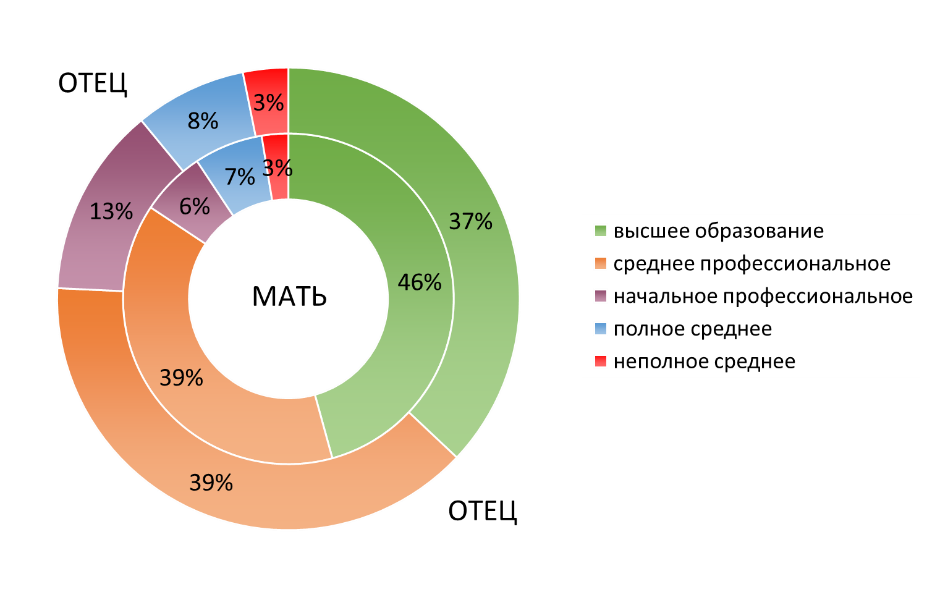 ОТЕЦ
3%
8%
3%
7%
6%
13%
37%
46%
МАТЬ
39%
39%
ОТЕЦ
высшее образование
среднее профессиональное
начальное профессиональное
полное среднее
неполное среднее